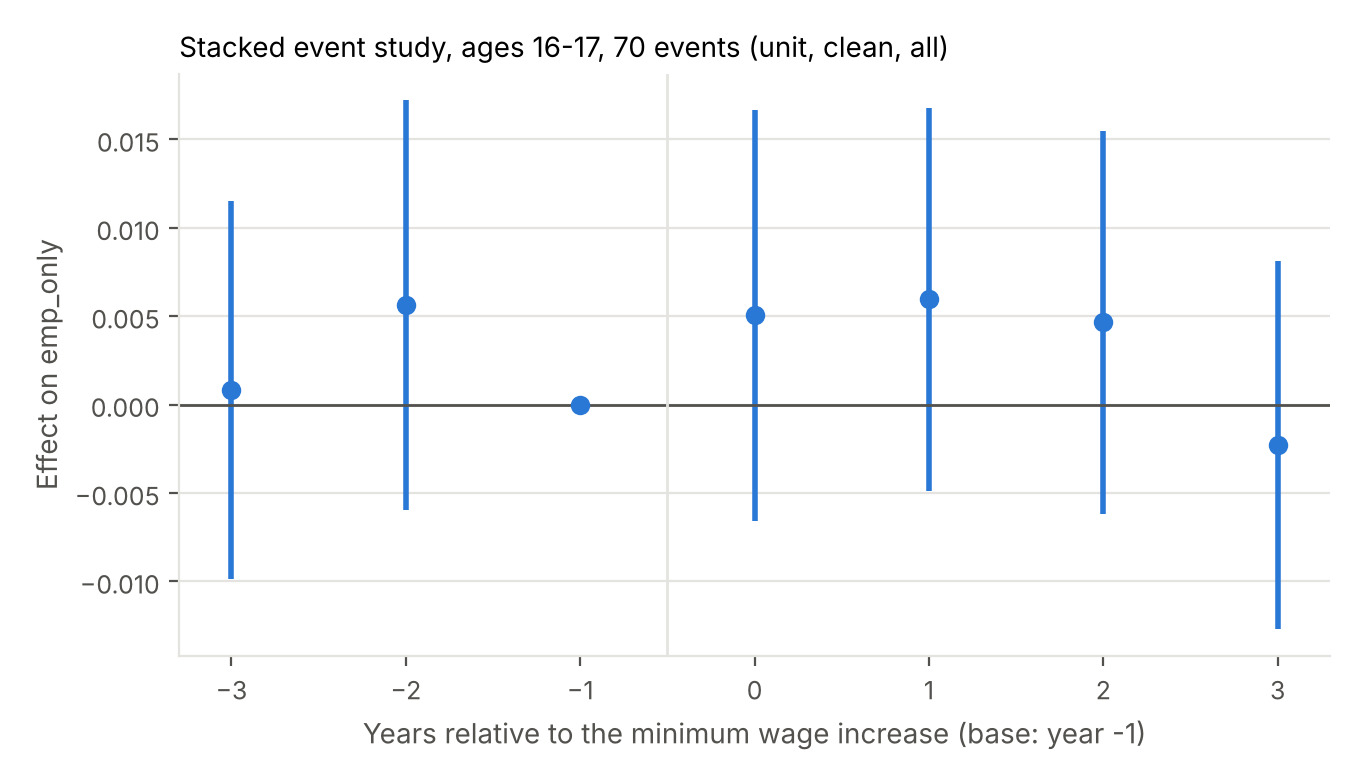 Stacked event study, ages 16-17, 70 events (unit, clean, all)
Effect on emp_only
0.015
0.010
0.005
0.000
−0.005
−0.010
−3 −2 −1 0 1 2 3
Years relative to the minimum wage increase (base: year -1)